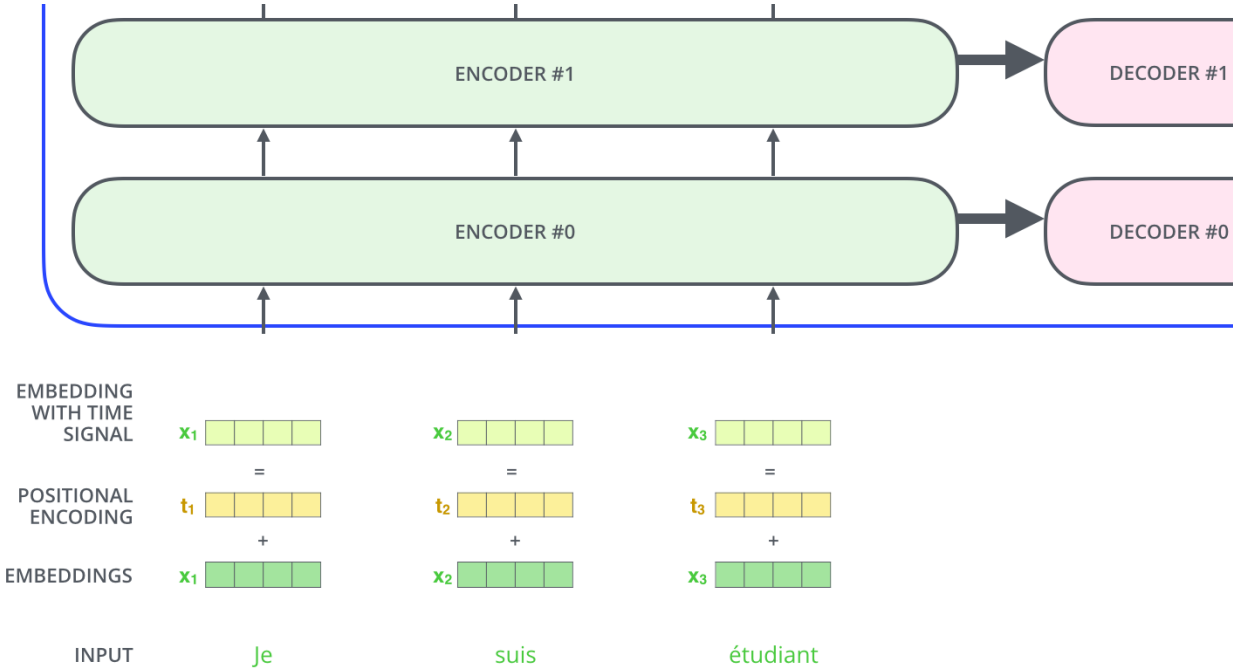 ENCODER #1
DECODER #1
ENCODER #0
DECODER #0
EMBEDDING
WITH TIME
SIGNAL
x₁
x₂
x₃
=
=
=
POSITIONAL
ENCODING
t₁
t₂
t₃
+
+
+
EMBEDDINGS
x₁
x₂
x₃
INPUT
Je
suis
étudiant